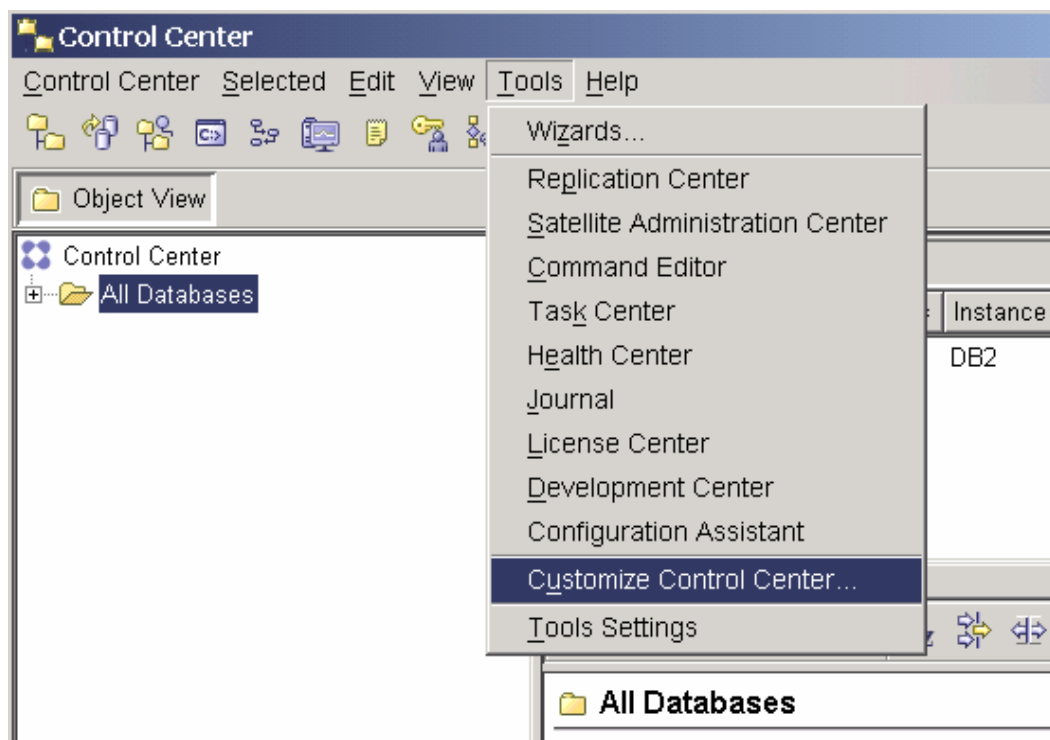 Control Center
Control Center Selected Edit View Tools Help
C:>
Object View
Control Center
All Databases
Wizards...
Replication Center
Satellite Administration Center
Command Editor
Task Center
Health Center
Journal
License Center
Development Center
Configuration Assistant
Customize Control Center...
Tools Settings
Instance
DB2
All Databases